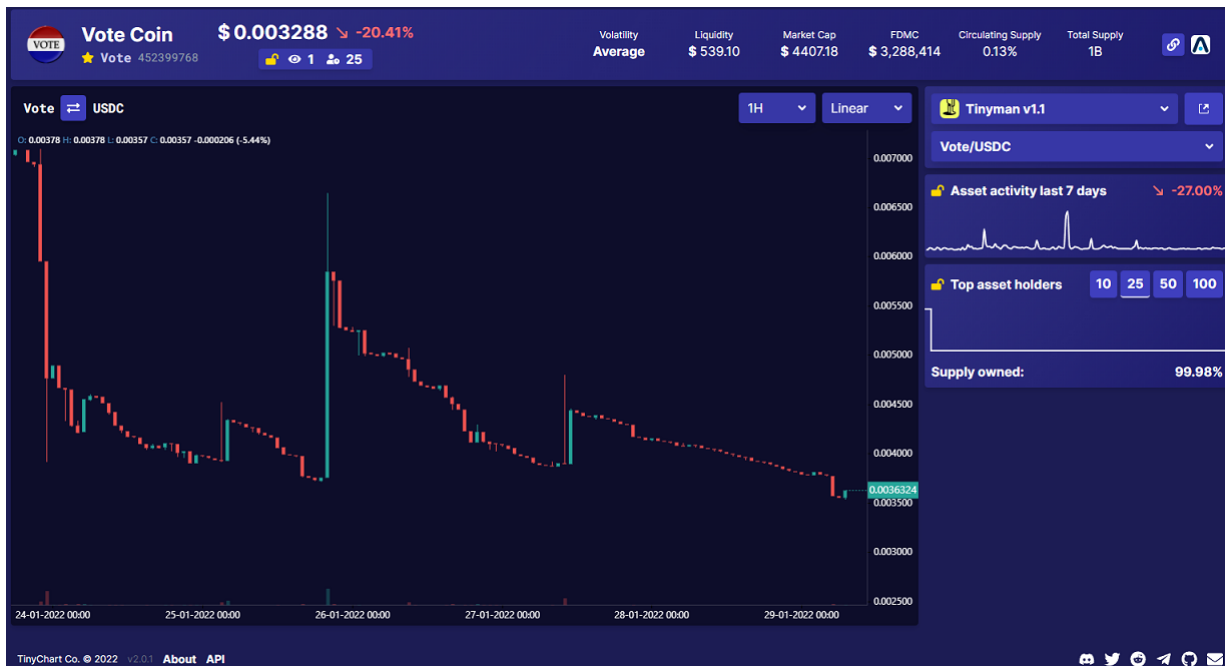 Vote Coin
Vote 452399768
VOTE
$ 0.003288 ↘ -20.41%
1 25
Volatility
Average
Liquidity
$ 539.10
Market Cap
$ 4407.18
FDMC
$ 3,288,414
Circulating Supply
0.13%
Total Supply
1B
Vote ⇄ USDC
1H
Linear
O: 0.00378 H: 0.00378 L: 0.00357 C: 0.00357 -0.000206 (-5.44%)
0.007000
0.006500
0.006000
0.005500
0.005000
0.004500
0.004000
0.0036324
0.003500
0.003000
0.002500
24-01-2022 00:00
25-01-2022 00:00
26-01-2022 00:00
27-01-2022 00:00
28-01-2022 00:00
29-01-2022 00:00
Tinyman v1.1
Vote/USDC
Asset activity last 7 days ↘ -27.00%
Top asset holders 10 25 50 100
Supply owned: 99.98%
TinyChart Co. © 2022 v2.0.1 About API